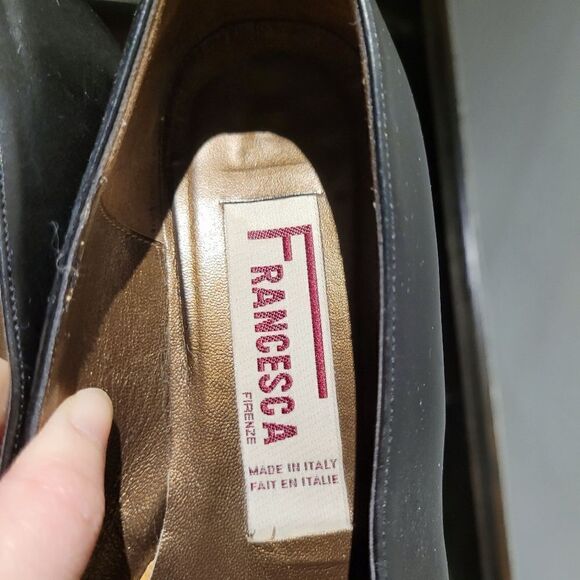 FRANCESCA
FIRENZE
MADE IN ITALY
FAIT EN ITALIE